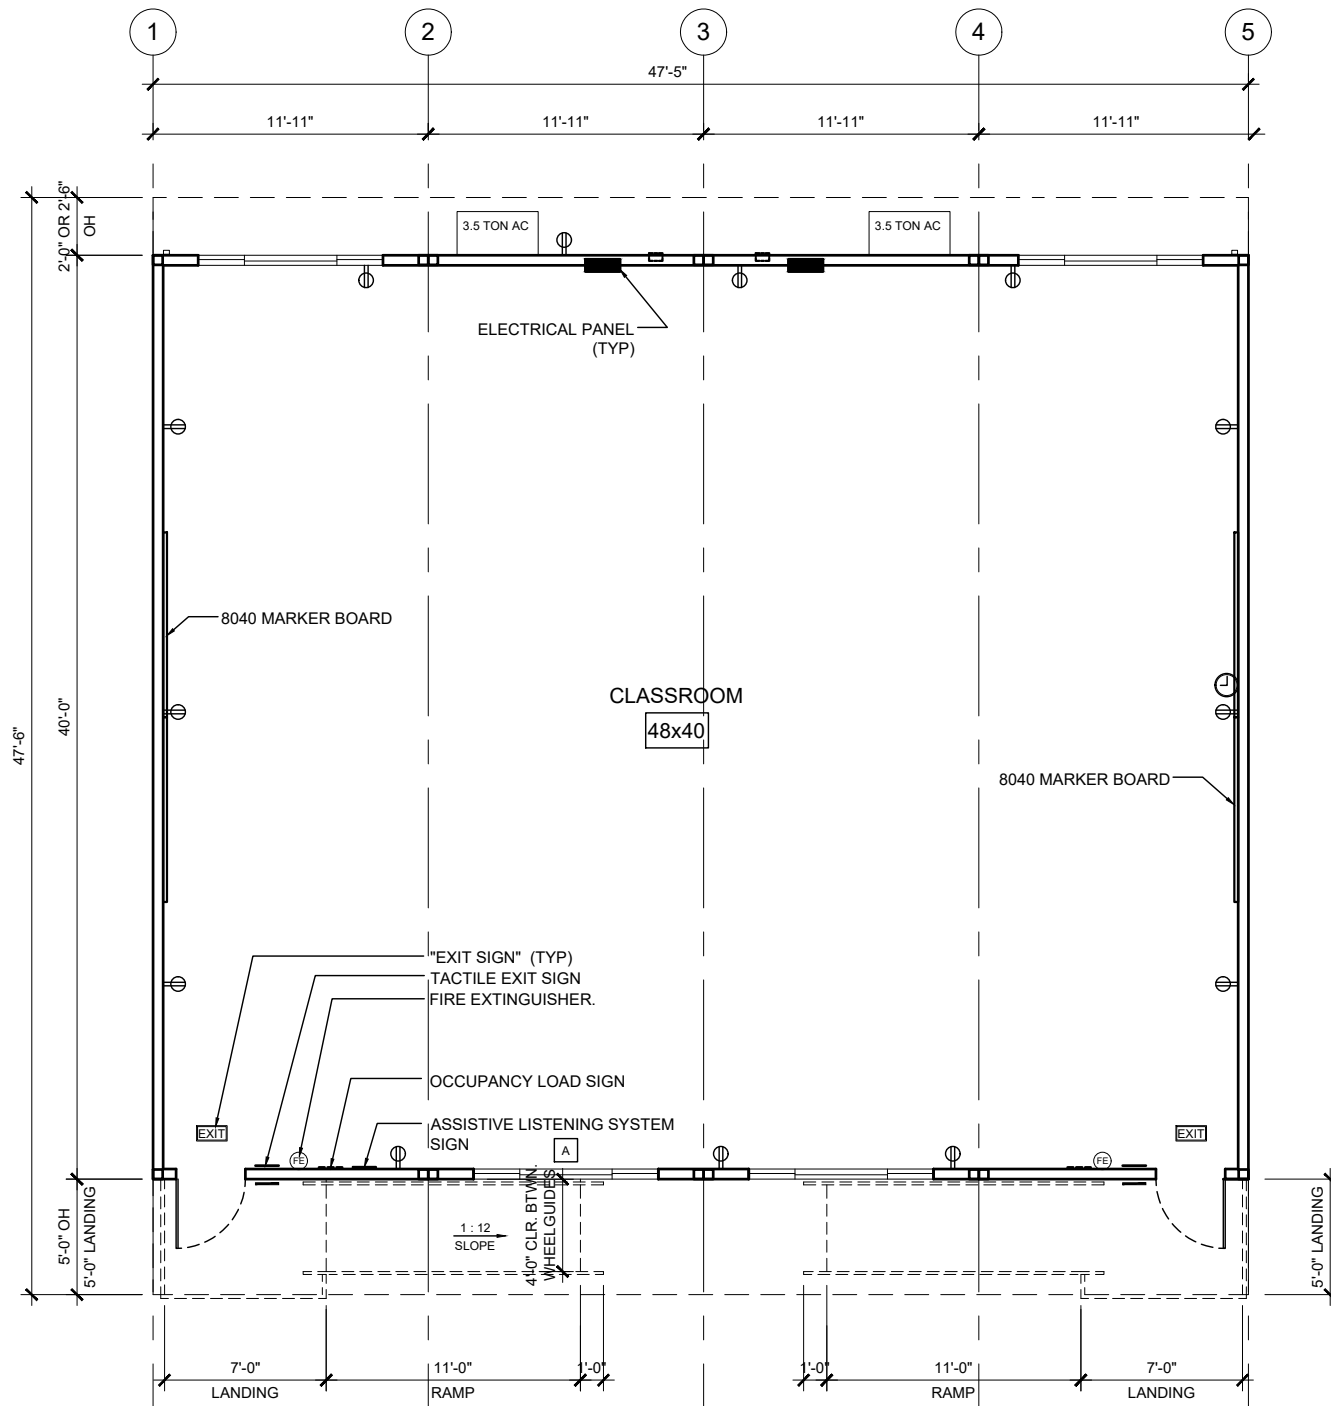 1 2 3 4 5
47'-5"
11'-11" 11'-11" 11'-11" 11'-11"
2'-0" OR 2'-6"
OH
3.5 TON AC 3.5 TON AC
ELECTRICAL PANEL
(TYP)
8040 MARKER BOARD
CLASSROOM
48x40
40'-0"
47'-6"
8040 MARKER BOARD
"EXIT SIGN" (TYP)
TACTILE EXIT SIGN
FIRE EXTINGUISHER.
OCCUPANCY LOAD SIGN
ASSISTIVE LISTENING SYSTEM
SIGN
EXIT EXIT
A
FE FE
5'-0" OH
5'-0" LANDING
1 : 12
SLOPE
4'-0" CLR. BTWN.
WHEELGUIDES
5'-0" LANDING
7'-0" 11'-0" 1'-0" 1'-0" 11'-0" 7'-0"
LANDING RAMP RAMP LANDING